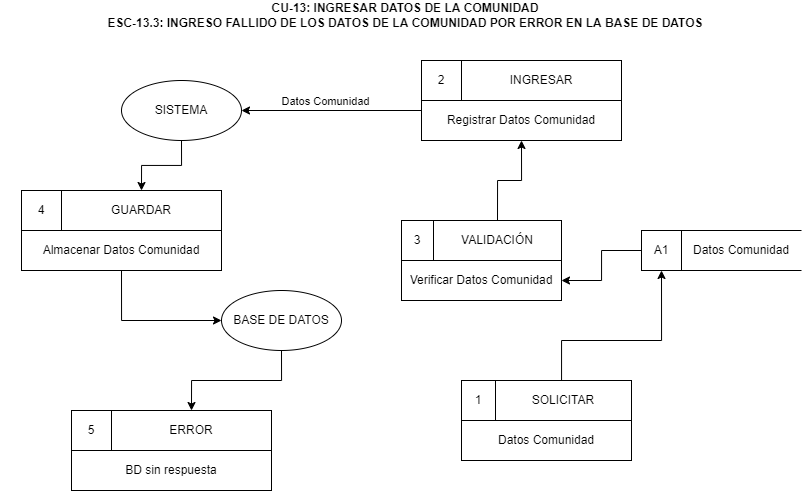 CU-13: INGRESAR DATOS DE LA COMUNIDAD
ESC-13.3: INGRESO FALLIDO DE LOS DATOS DE LA COMUNIDAD POR ERROR EN LA BASE DE DATOS
2 INGRESAR
Registrar Datos Comunidad
Datos Comunidad
SISTEMA
4 GUARDAR
Almacenar Datos Comunidad
3 VALIDACIÓN
Verificar Datos Comunidad
A1 Datos Comunidad
BASE DE DATOS
1 SOLICITAR
Datos Comunidad
5 ERROR
BD sin respuesta